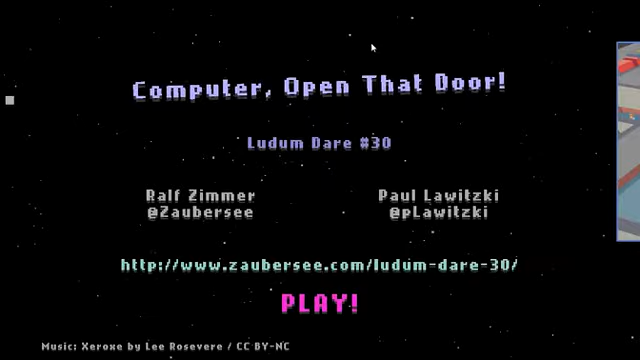 Computer, Open That Door!
Ludum Dare #30
Ralf Zimmer
@Zaubersee
Paul Lawitzki
@pLawitzki
http://www.zaubersee.com/ludum-dare-30/
PLAY!
Music: Xeroxe by Lee Rosevere / CC BY-NC